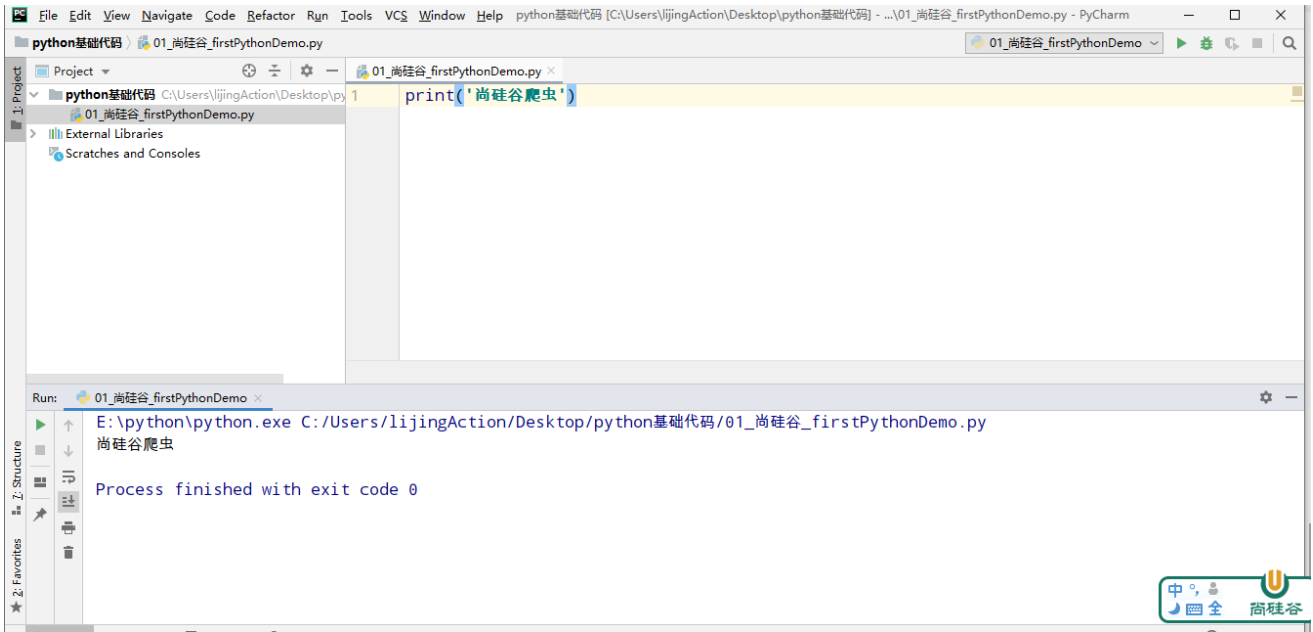 PC File Edit View Navigate Code Refactor Run Tools VCS Window Help python基础代码 [C:\Users\lijingAction\Desktop\python基础代码] - ...\01_尚硅谷_firstPythonDemo.py - PyCharm
python基础代码 〉 01_尚硅谷_firstPythonDemo.py 01_尚硅谷_firstPythonDemo
1: Project
Project
01_尚硅谷_firstPythonDemo.py
python基础代码 C:\Users\lijingAction\Desktop\py
1 print('尚硅谷爬虫')
01_尚硅谷_firstPythonDemo.py
External Libraries
Scratches and Consoles
Run: 01_尚硅谷_firstPythonDemo
E:\python\python.exe C:/Users/lijingAction/Desktop/python基础代码/01_尚硅谷_firstPythonDemo.py
尚硅谷爬虫
Process finished with exit code 0
7: Structure
2: Favorites
中 °,
全
尚硅谷